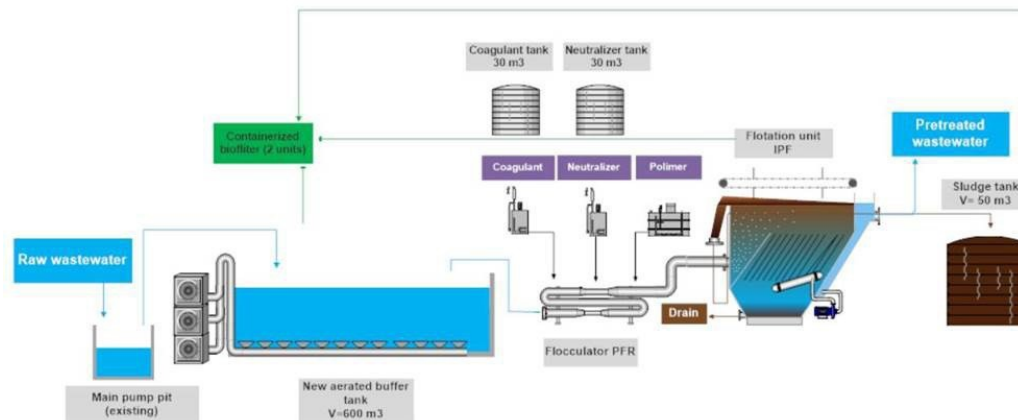 Coagulant tank
30 m3
Neutralizer tank
30 m3
Containerized
biofliter (2 units)
Flotation unit
IPF
Pretreated
wastewater
Coagulant
Neutralizer
Polimer
Sludge tank
V= 50 m3
Raw wastewater
Drain
Flocculator PFR
Main pump pit
(existing)
New aerated buffer
tank
V=600 m3